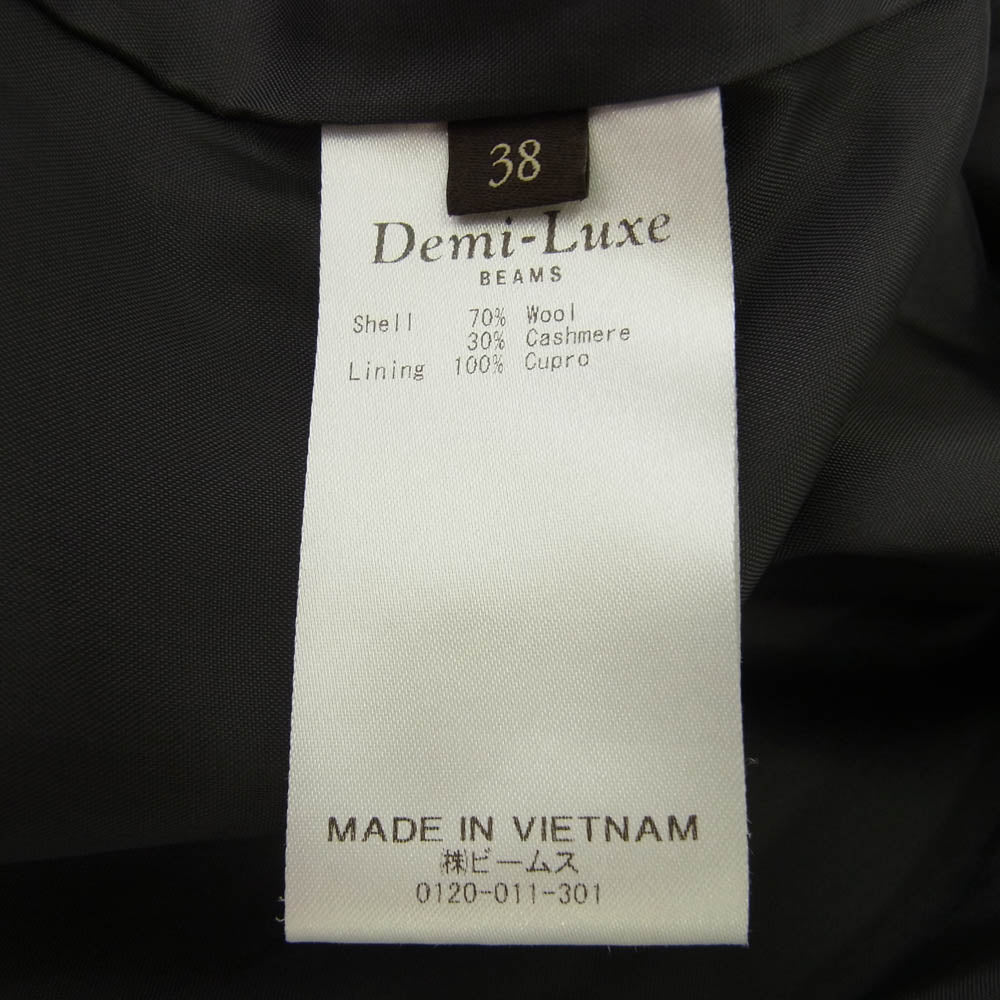 38
Demi-Luxe
BEAMS
Shell 70% Wool
30% Cashmere
Lining 100% Cupro
MADE IN VIETNAM
㈱ビームス
0120-011-301